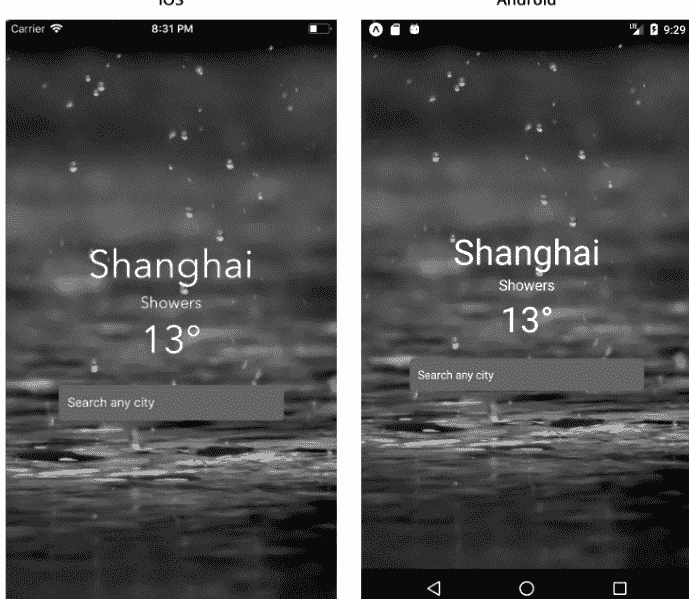 iOS
Carrier 8:31 PM
Shanghai
Showers
13°
Search any city
Android
LTE 9:29
Shanghai
Showers
13°
Search any city